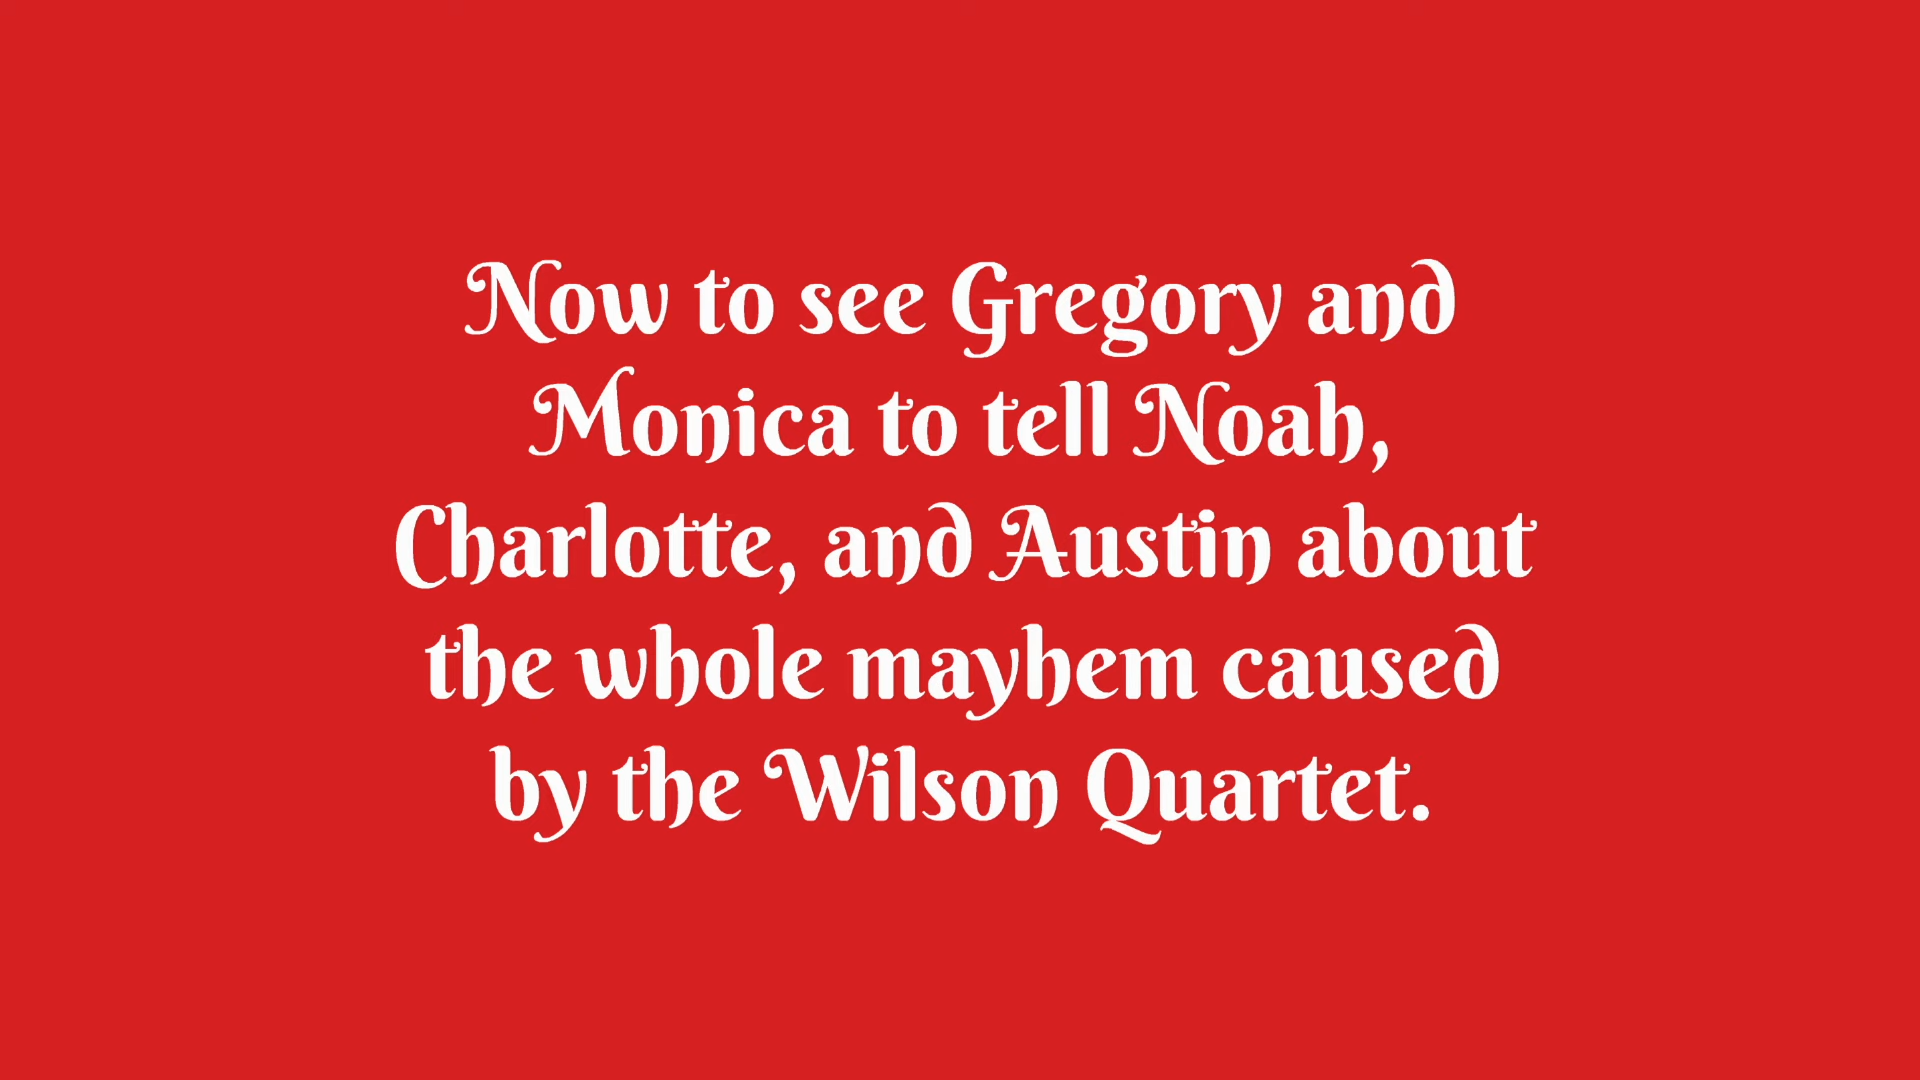 Now to see Gregory and
Monica to tell Noah,
Charlotte, and Austin about
the whole mayhem caused
by the Wilson Quartet.